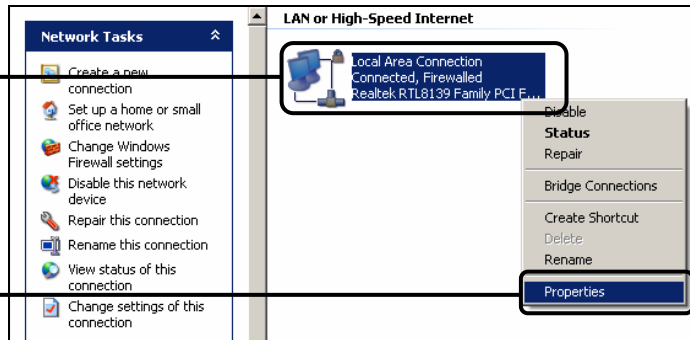 Network Tasks
Create a new
connection
Set up a home or small
office network
Change Windows
Firewall settings
Disable this network
device
Repair this connection
Rename this connection
View status of this
connection
Change settings of this
connection
LAN or High-Speed Internet
Local Area Connection
Connected, Firewalled
Realtek RTL8139 Family PCI F...
Disable
Status
Repair
Bridge Connections
Create Shortcut
Delete
Rename
Properties